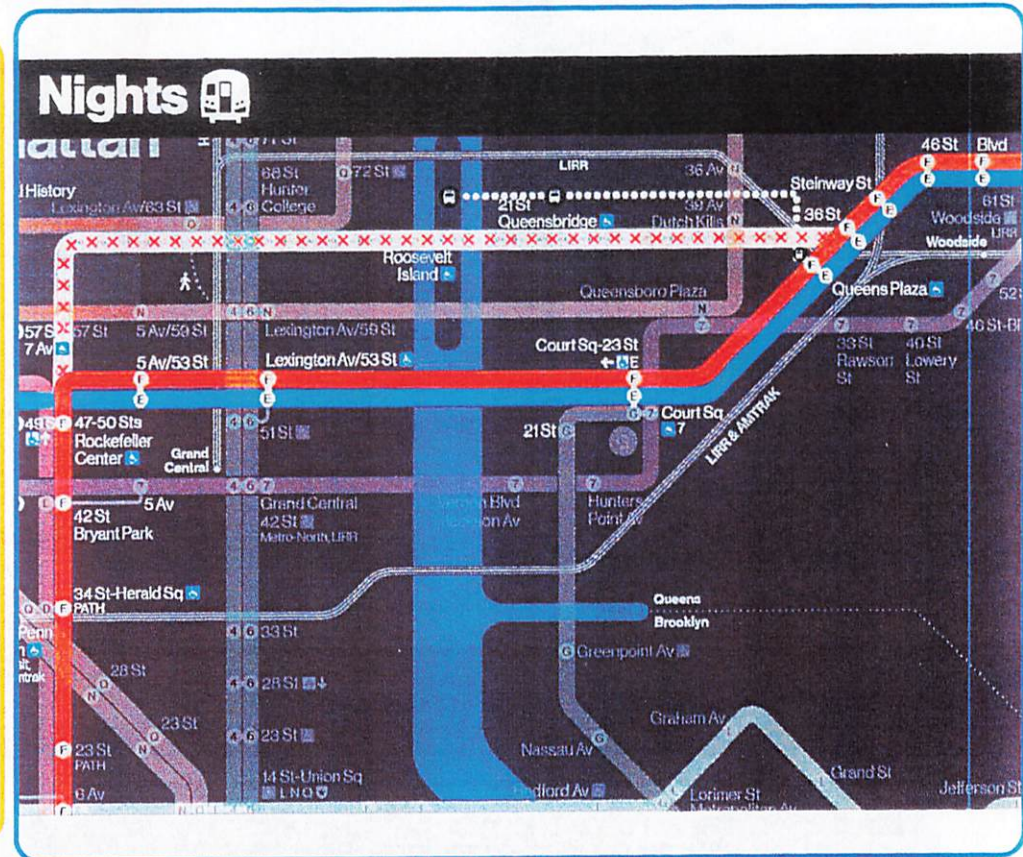 Nights
68 St
Hunter
College
72 St
LIRR
36 Av
46 St
Blvd
History
Lexington Av/63 St
21 St
Queensbridge
39 Av
Dutch Kills
Steinway St
36 St
61 St
Woodside
LIRR
Woodside
Roosevelt
Island
Queensboro Plaza
Queens Plaza
57 St
7 Av
57 St
5 Av/59 St
Lexington Av/59 St
33 St
Rawson
St
40 St
Lowery
St
5 Av/53 St
Lexington Av/53 St
Court Sq-23 St
E
47-50 Sts
Rockefeller
Center
51 St
21 St
Court Sq
7
Grand
Central
LIRR & AMTRAK
5 Av
42 St
Bryant Park
Grand Central
42 St
Metro-North, LIRR
Hunters
Point Av
34 St-Herald Sq
PATH
33 St
Queens
Brooklyn
28 St
28 St
Greenpoint Av
23 St
23 St
23 St
PATH
Nassau Av
Graham Av
Grand St
14 St-Union Sq
L N Q
6 Av
Lorimer St
Jefferson St